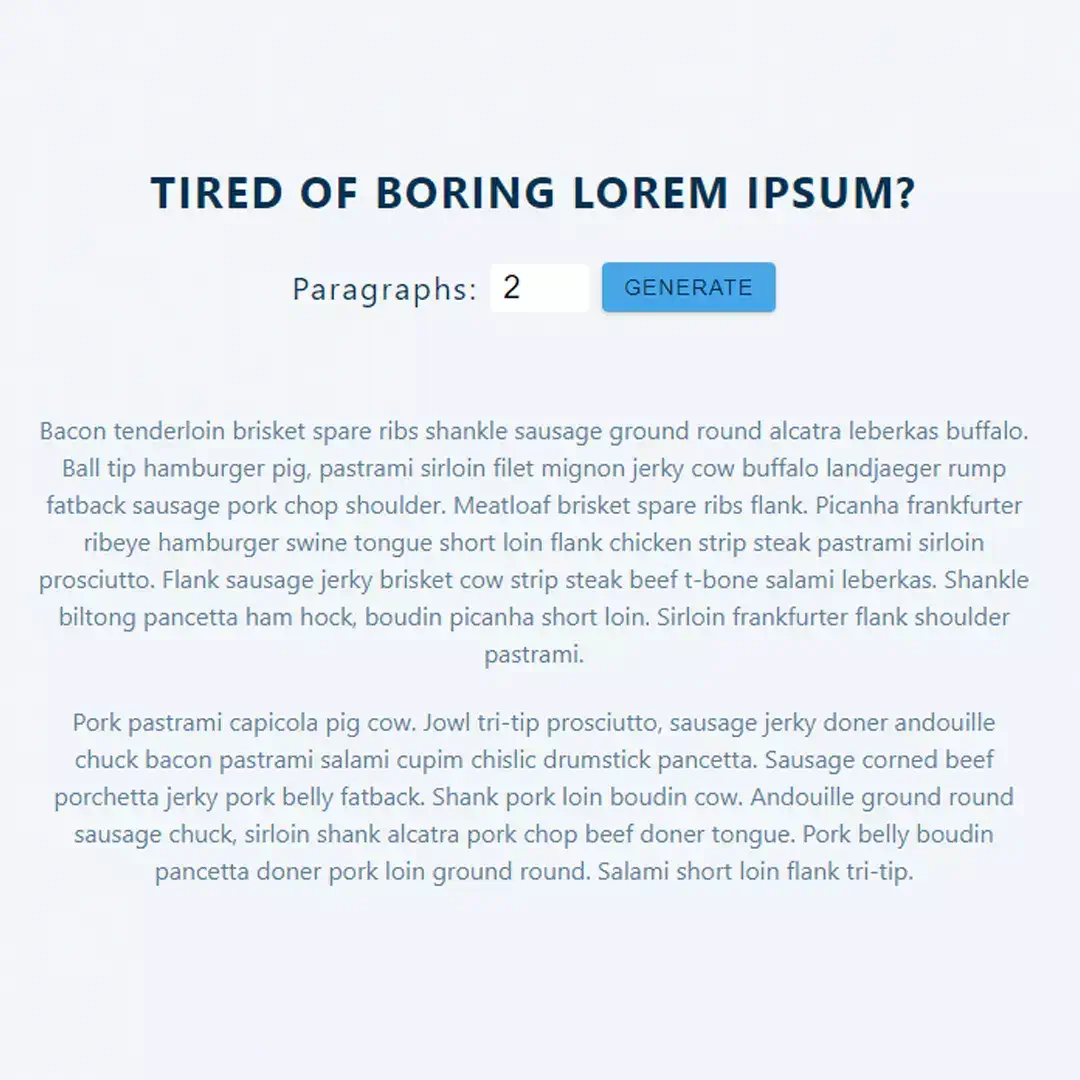 TIRED OF BORING LOREM IPSUM?
Paragraphs: 2 GENERATE
Bacon tenderloin brisket spare ribs shankle sausage ground round alcatra leberkas buffalo.
Ball tip hamburger pig, pastrami sirloin filet mignon jerky cow buffalo landjaeger rump
fatback sausage pork chop shoulder. Meatloaf brisket spare ribs flank. Picanha frankfurter
ribeye hamburger swine tongue short loin flank chicken strip steak pastrami sirloin
prosciutto. Flank sausage jerky brisket cow strip steak beef t-bone salami leberkas. Shankle
biltong pancetta ham hock, boudin picanha short loin. Sirloin frankfurter flank shoulder
pastrami.
Pork pastrami capicola pig cow. Jowl tri-tip prosciutto, sausage jerky doner andouille
chuck bacon pastrami salami cupim chislic drumstick pancetta. Sausage corned beef
porchetta jerky pork belly fatback. Shank pork loin boudin cow. Andouille ground round
sausage chuck, sirloin shank alcatra pork chop beef doner tongue. Pork belly boudin
pancetta doner pork loin ground round. Salami short loin flank tri-tip.